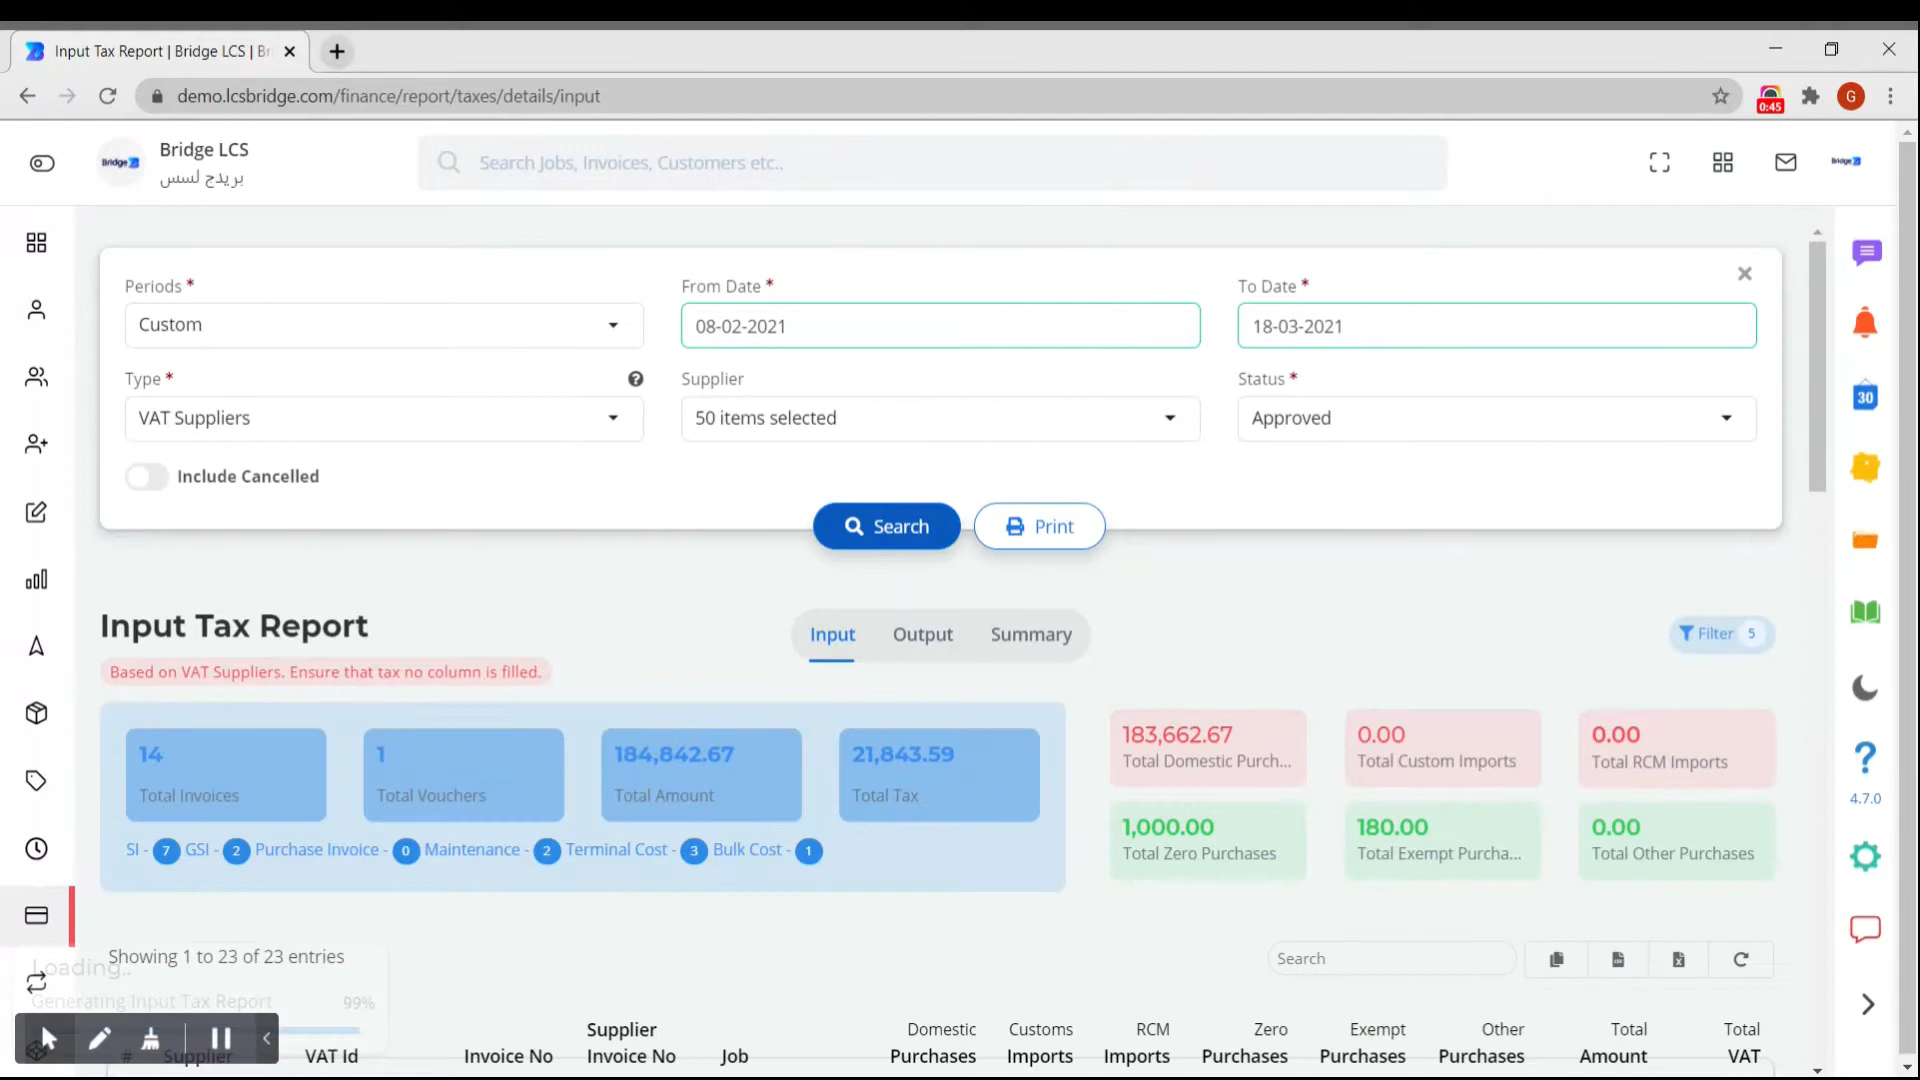 Input Tax Report | Bridge LCS | Br
demo.lcsbridge.com/finance/report/taxes/details/input
0:45
G
Bridge
Bridge LCS
بريدج لسس
Search Jobs, Invoices, Customers etc..
Bridge
Periods *
From Date *
To Date *
Custom
08-02-2021
18-03-2021
Type *
Supplier
Status *
VAT Suppliers
50 items selected
Approved
Include Cancelled
Search
Print
30
Input Tax Report
Input
Output
Summary
Filter 5
Based on VAT Suppliers. Ensure that tax no column is filled.
14
Total Invoices
1
Total Vouchers
184,842.67
Total Amount
21,843.59
Total Tax
183,662.67
Total Domestic Purch...
0.00
Total Custom Imports
0.00
Total RCM Imports
1,000.00
Total Zero Purchases
180.00
Total Exempt Purcha...
0.00
Total Other Purchases
SI - 7 GSI - 2 Purchase Invoice - 0 Maintenance - 2 Terminal Cost - 3 Bulk Cost - 1
4.7.0
Showing 1 to 23 of 23 entries
Search
Loading..
Generating Input Tax Report 99%
# Supplier
VAT Id
Invoice No
Supplier
Invoice No
Job
Domestic
Purchases
Customs
Imports
RCM
Imports
Zero
Purchases
Exempt
Purchases
Other
Purchases
Total
Amount
Total
VAT